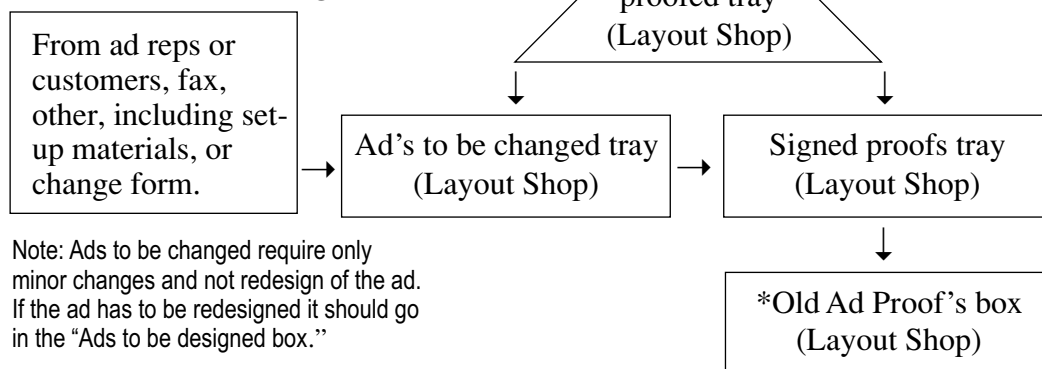 proofed tray
(Layout Shop)
From ad reps or
customers, fax,
other, including set-
up materials, or
change form.
Ad's to be changed tray
(Layout Shop)
Signed proofs tray
(Layout Shop)
Note: Ads to be changed require only
minor changes and not redesign of the ad.
If the ad has to be redesigned it should go
in the “Ads to be designed box.”
*Old Ad Proof's box
(Layout Shop)